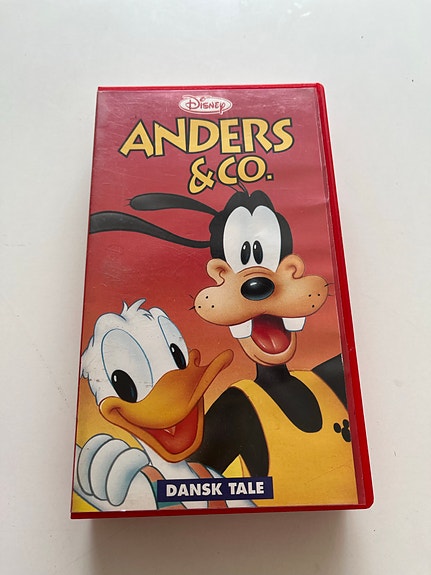 Disney
ANDERS
& CO.
DANSK TALE